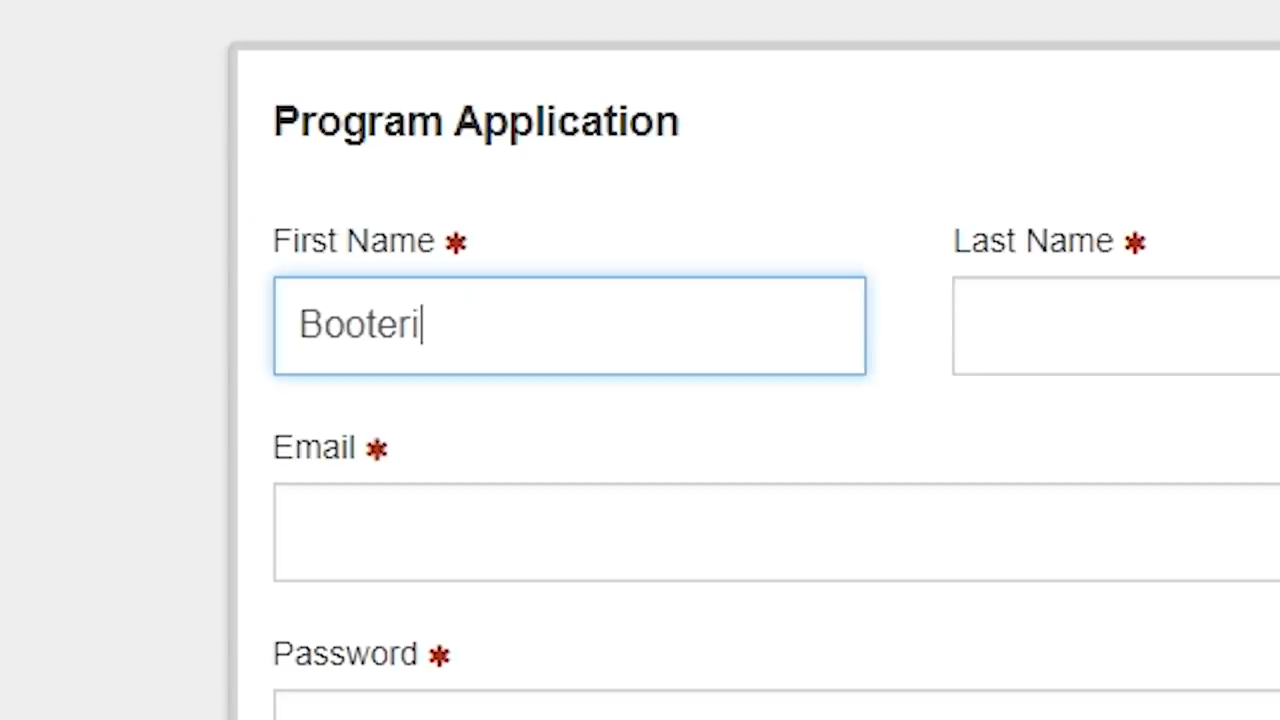 Program Application
First Name * Last Name *
Booteri
Email *
Password *